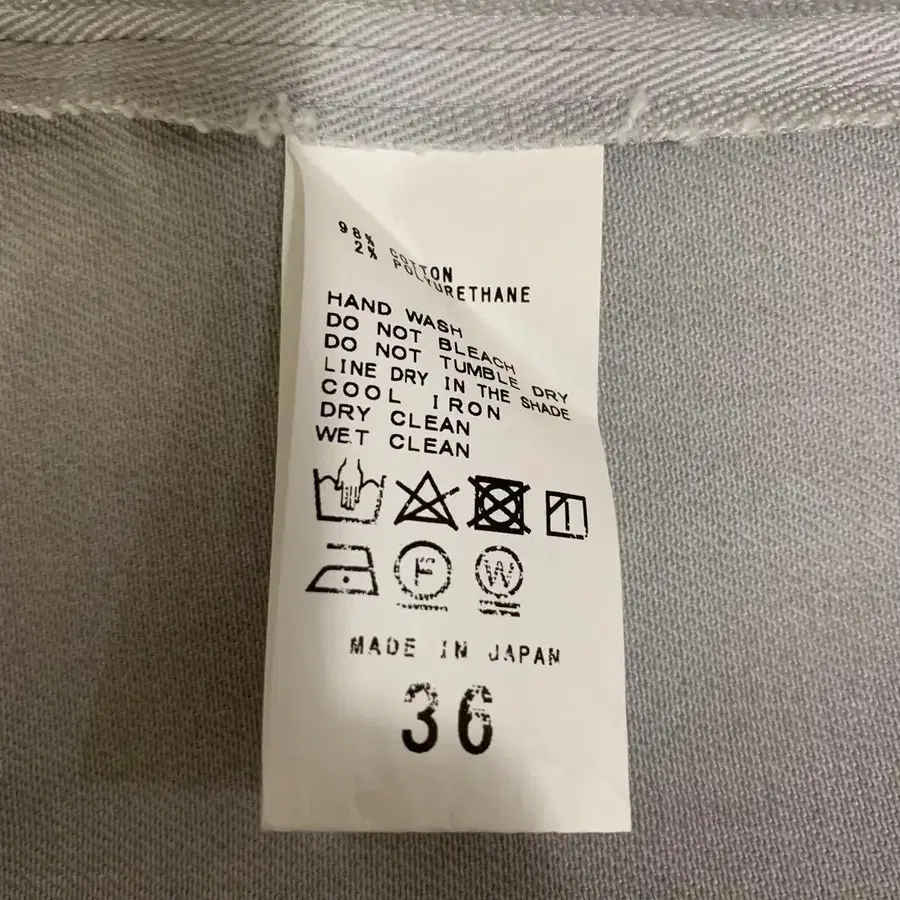 98% COTTON
2% POLYURETHANE
HAND WASH
DO NOT BLEACH
DO NOT TUMBLE DRY
LINE DRY IN THE SHADE
COOL IRON
DRY CLEAN
WET CLEAN
F W
MADE IN JAPAN
36